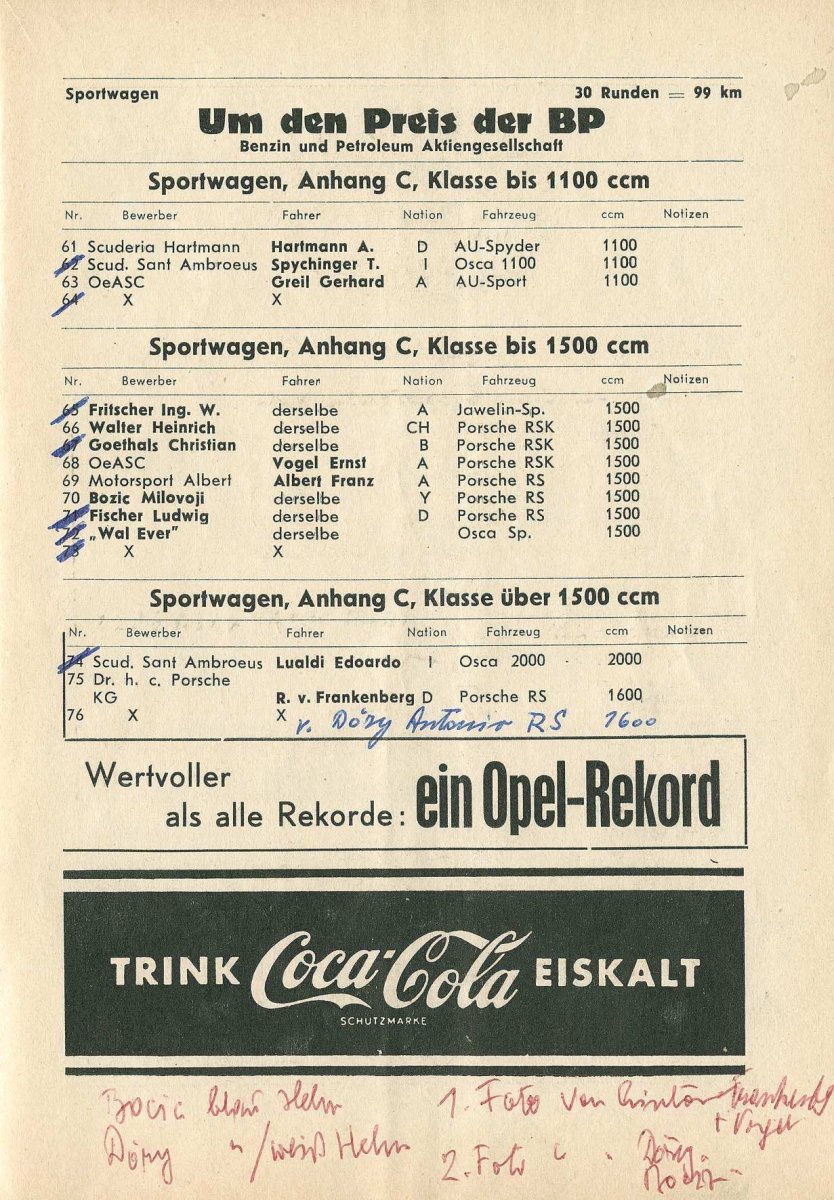 Sportwagen 30 Runden = 99 km
Um den Preis der BP
Benzin und Petroleum Aktiengesellschaft
Sportwagen, Anhang C, Klasse bis 1100 ccm
Nr. Bewerber Fahrer Nation Fahrzeug ccm Notizen
61 Scuderia Hartmann Hartmann A. D AU-Spyder 1100
62 Scud. Sant Ambroeus Spychinger T. I Osca 1100 1100
63 OeASC Greil Gerhard A AU-Sport 1100
64 X X
Sportwagen, Anhang C, Klasse bis 1500 ccm
Nr. Bewerber Fahrer Nation Fahrzeug ccm Notizen
65 Fritscher Ing. W. derselbe A Jawelin-Sp. 1500
66 Walter Heinrich derselbe CH Porsche RSK 1500
67 Goethals Christian derselbe B Porsche RSK 1500
68 OeASC Vogel Ernst A Porsche RSK 1500
69 Motorsport Albert Albert Franz A Porsche RS 1500
70 Bozic Milovoji derselbe Y Porsche RS 1500
71 Fischer Ludwig derselbe D Porsche RS 1500
72 „Wal Ever" derselbe Osca Sp. 1500
73 X X
Sportwagen, Anhang C, Klasse über 1500 ccm
Nr. Bewerber Fahrer Nation Fahrzeug ccm Notizen
74 Scud. Sant Ambroeus Lualdi Edoardo I Osca 2000 2000
75 Dr. h. c. Porsche
KG R. v. Frankenberg D Porsche RS 1600
76 X X v. Döry Antonio RS 1600
Wertvoller
als alle Rekorde: ein Opel-Rekord
TRINK Coca-Cola EISKALT
SCHUTZMARKE
Bocic blau Helm 1. Foto von hinten
+ Vogel
Döry "/weiß Helm 2. Foto " " Döry